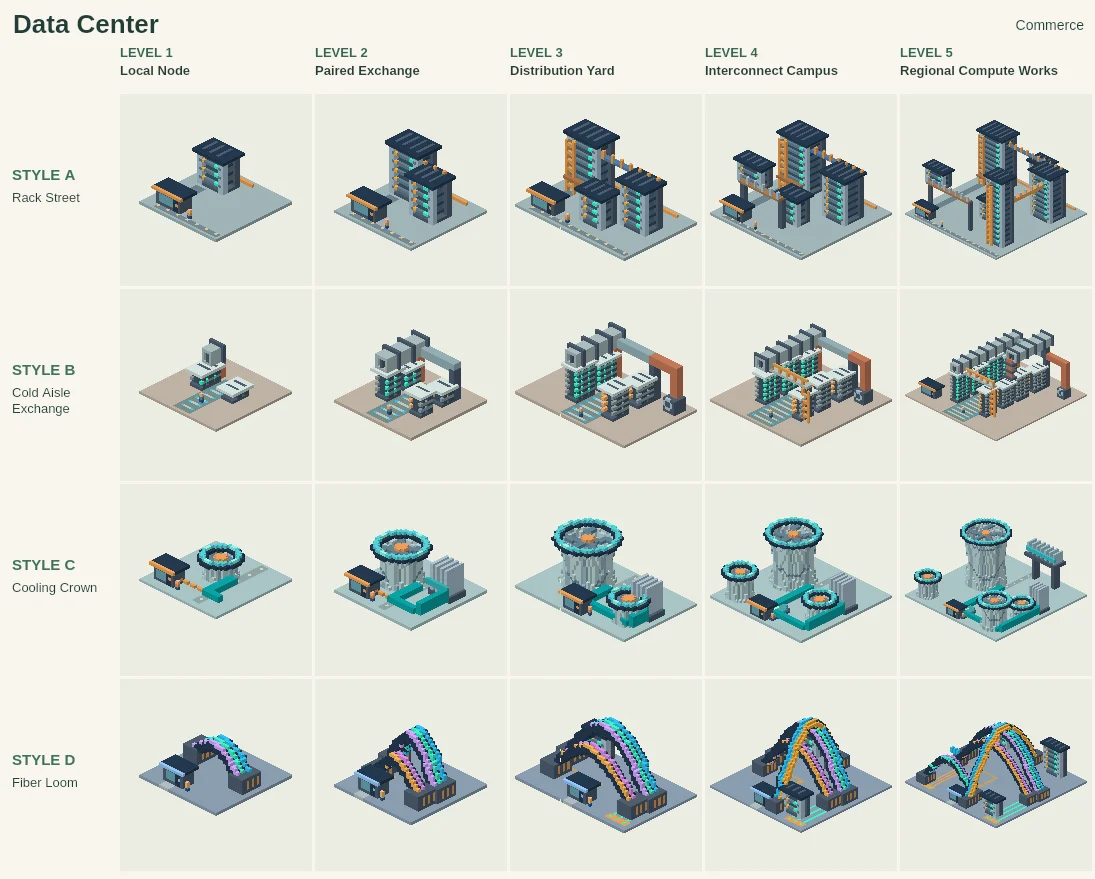 Data Center
Commerce
LEVEL 1
Local Node
LEVEL 2
Paired Exchange
LEVEL 3
Distribution Yard
LEVEL 4
Interconnect Campus
LEVEL 5
Regional Compute Works
STYLE A
Rack Street
STYLE B
Cold Aisle
Exchange
STYLE C
Cooling Crown
STYLE D
Fiber Loom